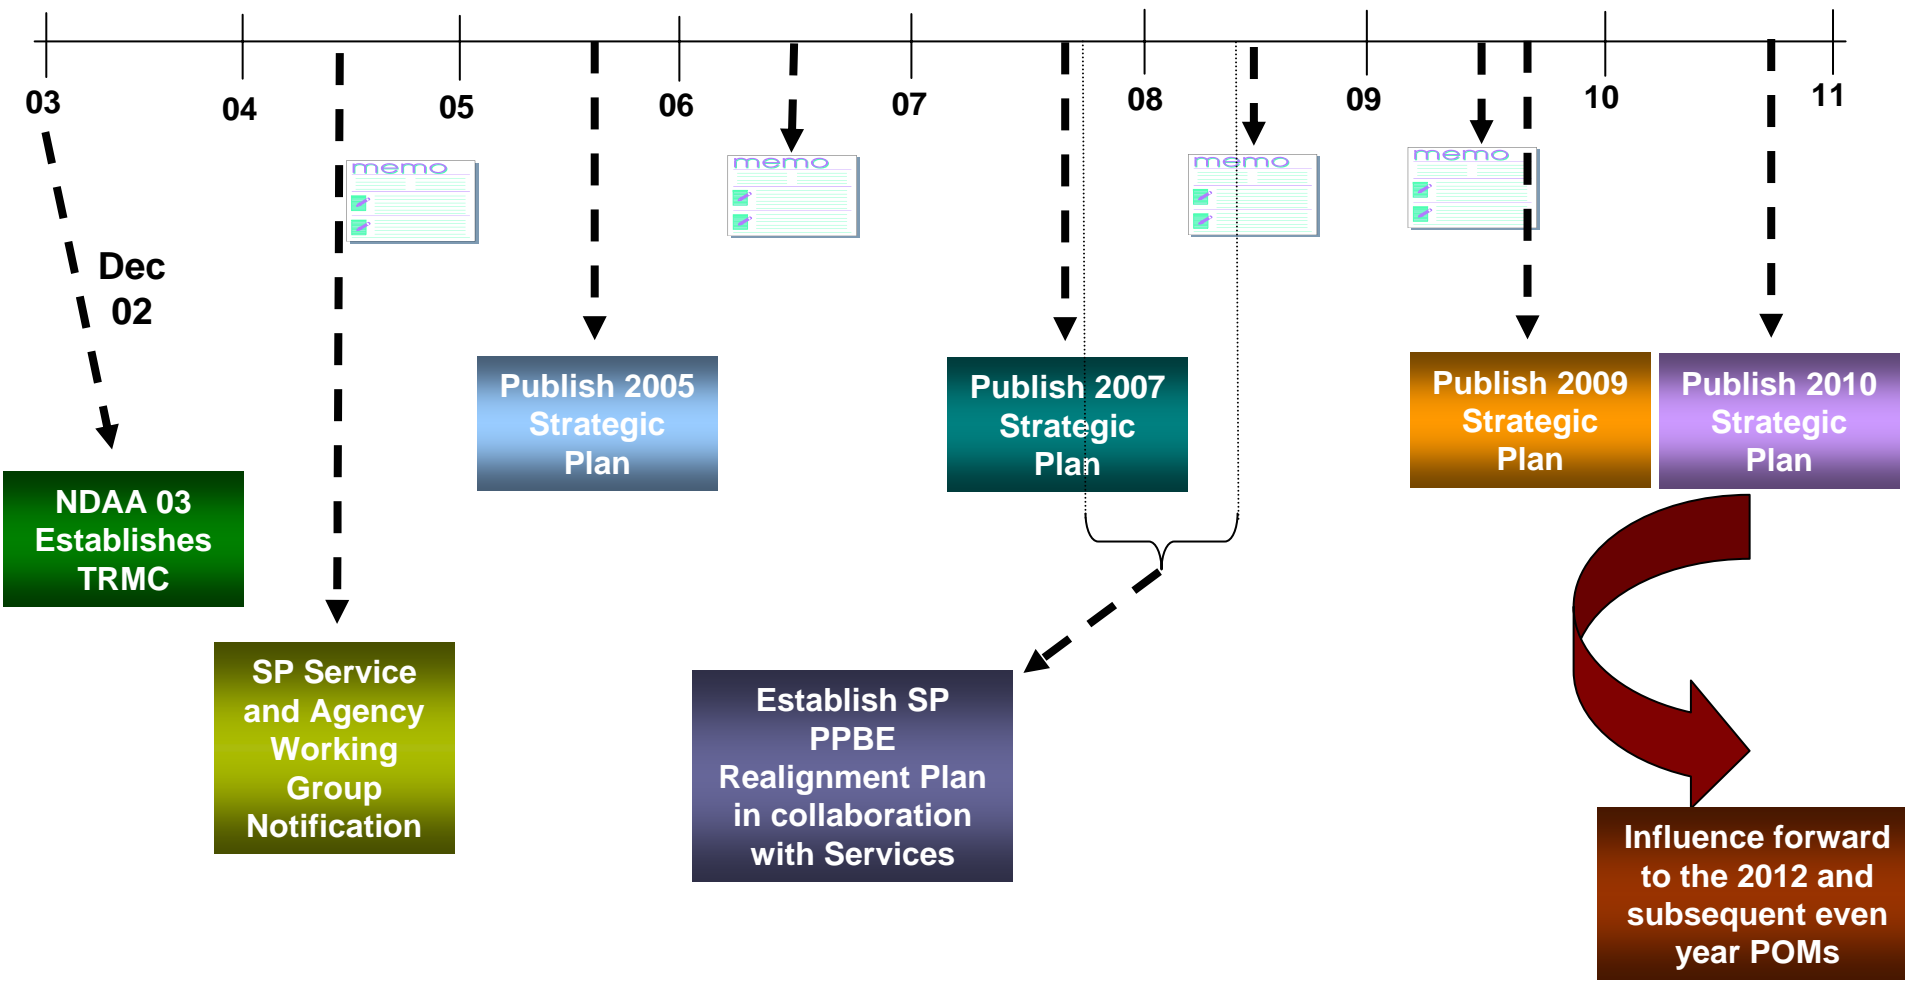 03
04
05
06
07
08
09
10
11
memo
memo
memo
memo
Dec
02
Publish 2005
Strategic
Plan
Publish 2007
Strategic
Plan
Publish 2009
Strategic
Plan
Publish 2010
Strategic
Plan
NDAA 03
Establishes
TRMC
SP Service
and Agency
Working
Group
Notification
Establish SP
PPBE
Realignment Plan
in collaboration
with Services
Influence forward
to the 2012 and
subsequent even
year POMs